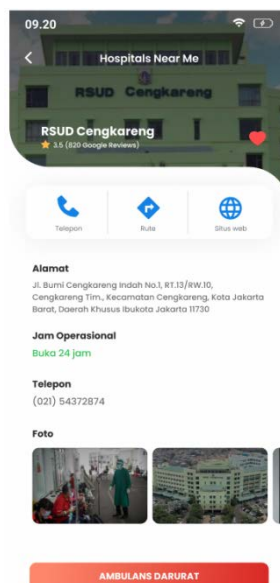 09.20
Hospitals Near Me
RSUD Cengkareng
RSUD Cengkareng
3.5 (820 Google Reviews)
Telepon
Rute
Situs web
Alamat
Jl. Bumi Cengkareng Indah No.1, RT.13/RW.10,
Cengkareng Tim., Kecamatan Cengkareng, Kota Jakarta
Barat, Daerah Khusus Ibukota Jakarta 11730
Jam Operasional
Buka 24 jam
Telepon
(021) 54372874
Foto
AMBULANS DARURAT